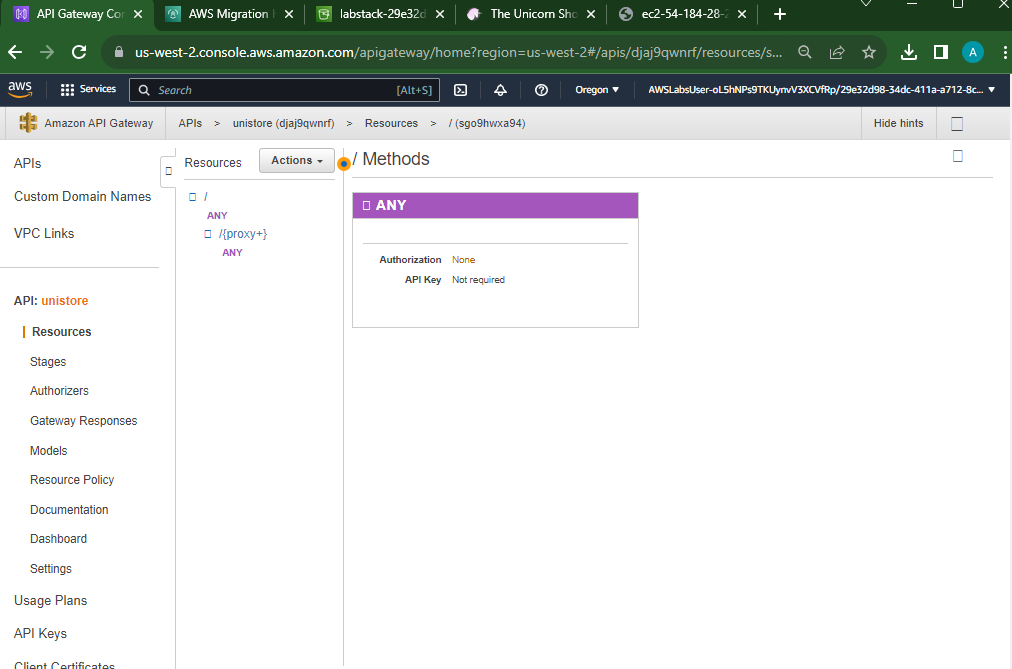 API Gateway Cor
AWS Migration
labstack-29e32d
The Unicorn Sho
ec2-54-184-28-2
us-west-2.console.aws.amazon.com/apigateway/home?region=us-west-2#/apis/djaj9qwnrf/resources/s...
A
aws
Services
Search
[Alt+S]
Oregon
AWSLabsUser-oL5hNPs9TKUynvV3XCVfRp/29e32d98-34dc-411a-a712-8c...
Amazon API Gateway
APIs > unistore (djaj9qwnrf) > Resources > / (sgo9hwxa94)
Hide hints
APIs
Custom Domain Names
VPC Links
API: unistore
Resources
Stages
Authorizers
Gateway Responses
Models
Resource Policy
Documentation
Dashboard
Settings
Usage Plans
API Keys
Client Certificates
Resources
Actions
/
ANY
/{proxy+}
ANY
/ Methods
ANY
Authorization None
API Key Not required